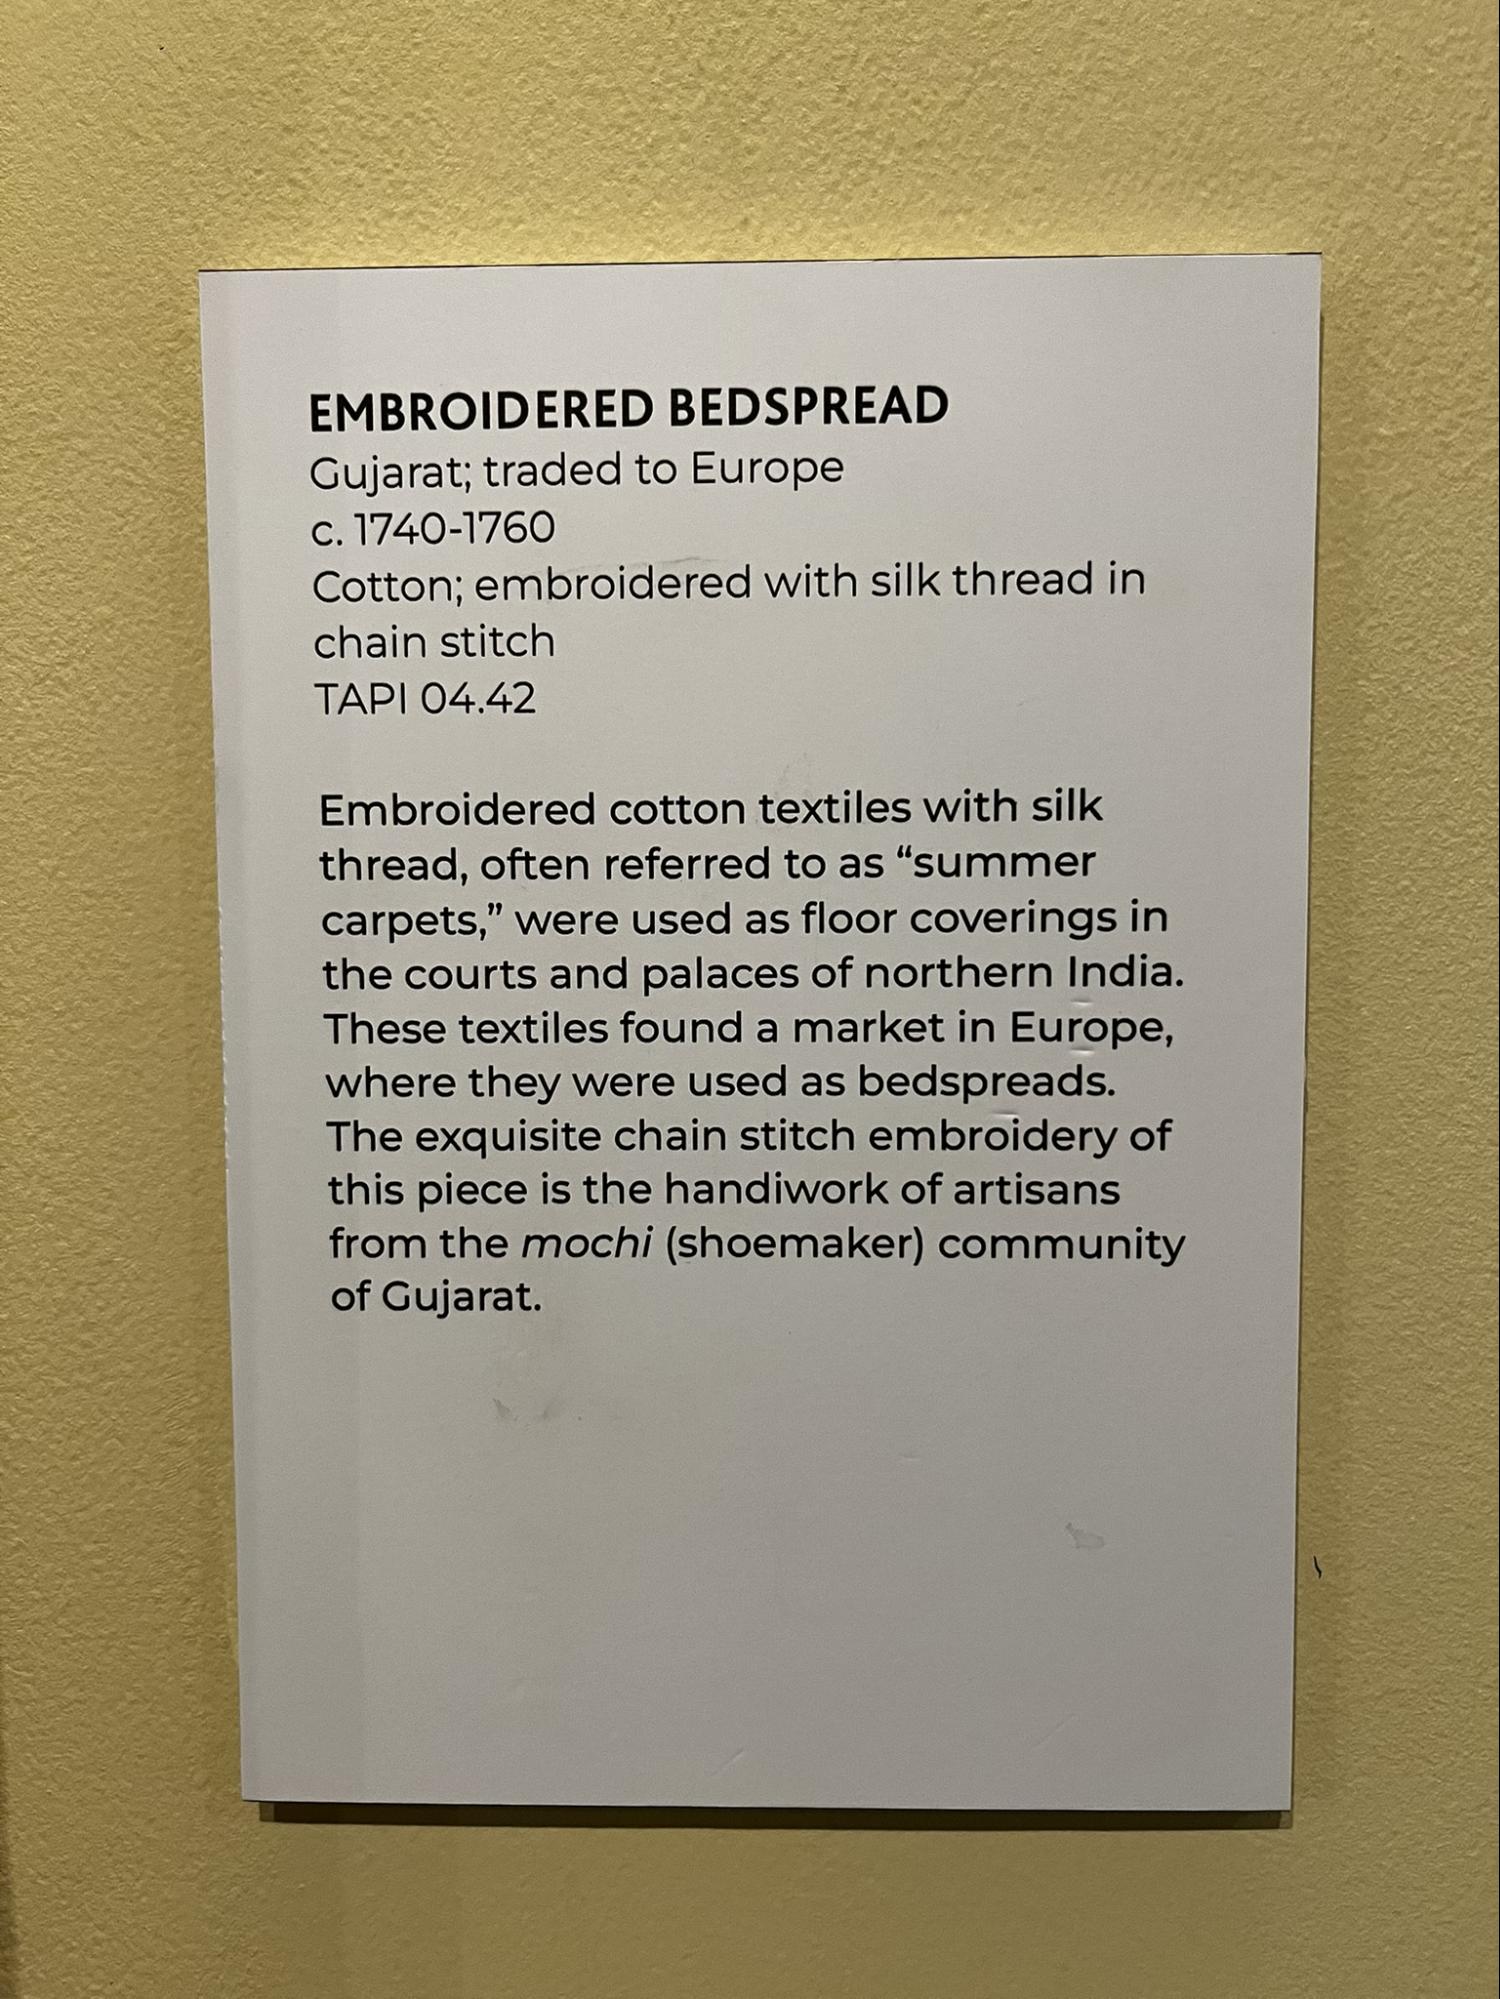 EMBROIDERED BEDSPREAD
Gujarat; traded to Europe
c. 1740-1760
Cotton; embroidered with silk thread in
chain stitch
TAPI 04.42
Embroidered cotton textiles with silk
thread, often referred to as “summer
carpets,” were used as floor coverings in
the courts and palaces of northern India.
These textiles found a market in Europe,
where they were used as bedspreads.
The exquisite chain stitch embroidery of
this piece is the handiwork of artisans
from the mochi (shoemaker) community
of Gujarat.